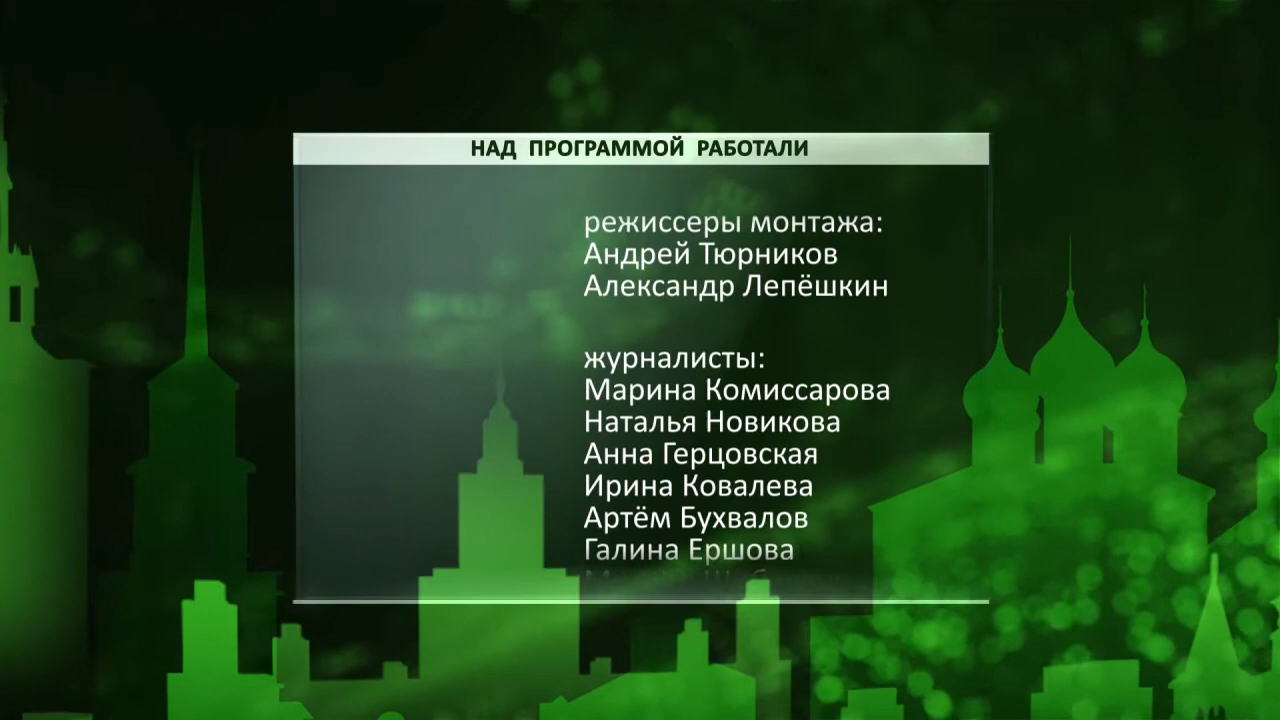 НАД ПРОГРАММОЙ РАБОТАЛИ
режиссеры монтажа:
Андрей Тюрников
Александр Лепёшкин
журналисты:
Марина Комиссарова
Наталья Новикова
Анна Герцовская
Ирина Ковалева
Артём Бухвалов
Галина Ершова